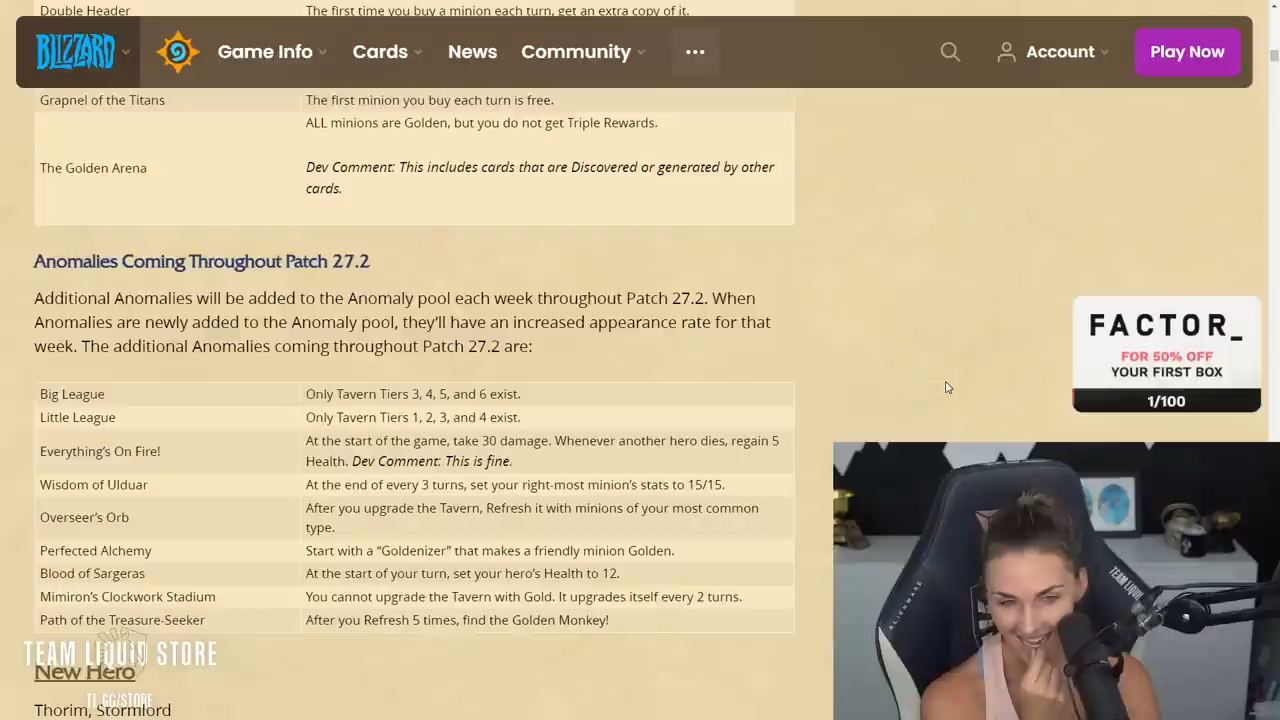 Double Header The first time you buy a minion each turn, get an extra copy of it.
BLIZZARD Game Info Cards News Community ••• Account Play Now
Grapnel of the Titans The first minion you buy each turn is free.
ALL minions are Golden, but you do not get Triple Rewards.
The Golden Arena Dev Comment: This includes cards that are Discovered or generated by other
cards.
Anomalies Coming Throughout Patch 27.2
Additional Anomalies will be added to the Anomaly pool each week throughout Patch 27.2. When
Anomalies are newly added to the Anomaly pool, they’ll have an increased appearance rate for that
week. The additional Anomalies coming throughout Patch 27.2 are:
Big League Only Tavern Tiers 3, 4, 5, and 6 exist.
Little League Only Tavern Tiers 1, 2, 3, and 4 exist.
Everything’s On Fire! At the start of the game, take 30 damage. Whenever another hero dies, regain 5
Health. Dev Comment: This is fine.
Wisdom of Ulduar At the end of every 3 turns, set your right-most minion’s stats to 15/15.
Overseer’s Orb After you upgrade the Tavern, Refresh it with minions of your most common
type.
Perfected Alchemy Start with a “Goldenizer” that makes a friendly minion Golden.
Blood of Sargeras At the start of your turn, set your hero’s Health to 12.
Mimiron’s Clockwork Stadium You cannot upgrade the Tavern with Gold. It upgrades itself every 2 turns.
Path of the Treasure-Seeker After you Refresh 5 times, find the Golden Monkey!
TEAM LIQUID STORE
New Hero
TL.GG/STORE
Thorim, Stormlord
FACTOR_
FOR 50% OFF
YOUR FIRST BOX
1/100
ALIENWARE
TEAM LIQUID